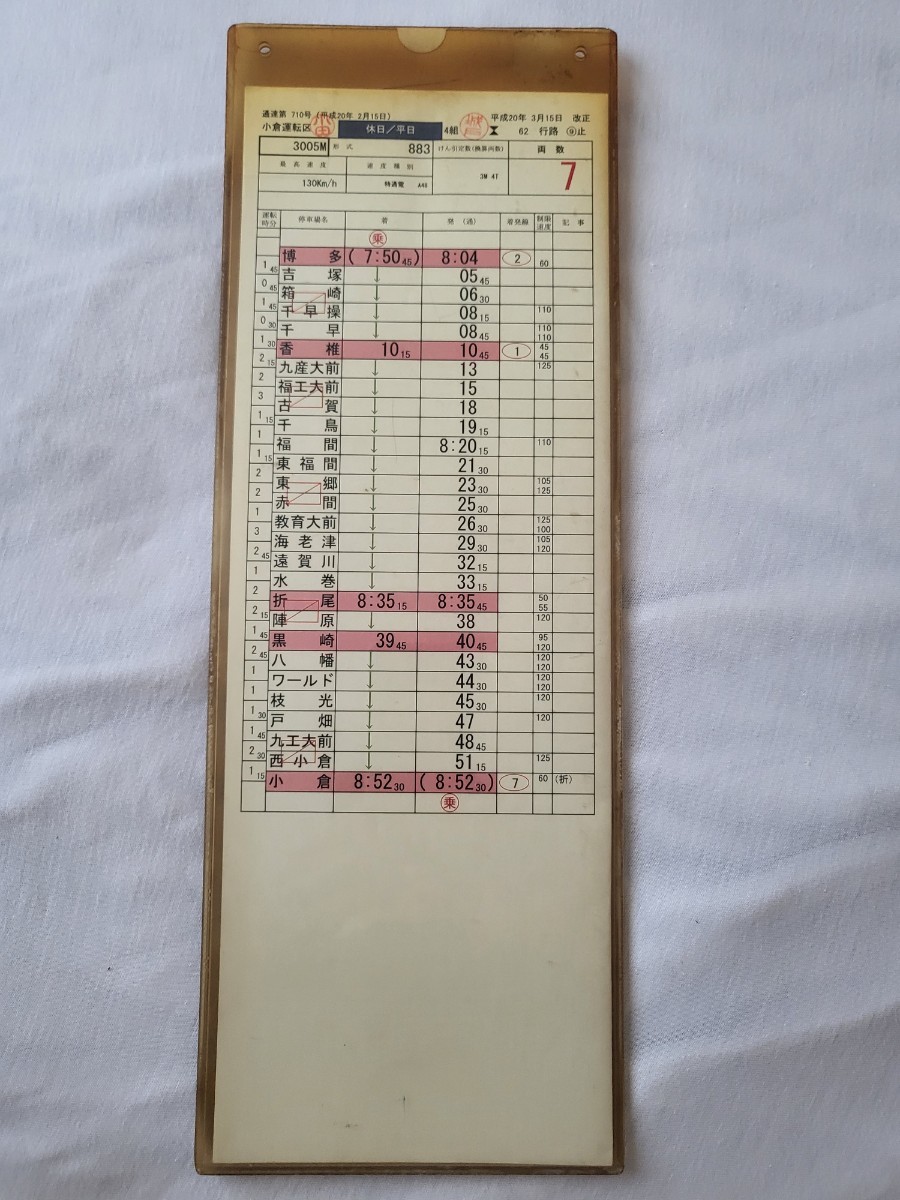 通達第 710号 (平成20年 2月15日) 平成20年 3月15日 改正
小倉運転区 休日／平日 4組 62 行路 ⑨止
3005M 形式 883 けん引定数(換算両数) 両数
最高速度 速度種別 3M 4T 7
130Km/h 特通電 A48
運転時分 停車場名 着 発（通） 着発線 制限速度 記事
乗
博多 (7:50 45) 8:04 2 60
1 45
吉塚 ↓ 05 45
0 45
箱崎 ↓ 06 30
1 45
千早操 ↓ 08 15 110
0 30
千早 ↓ 08 45 110 110
1 30
香椎 10 15 10 45 1 45 45
2 15
九産大前 ↓ 13 125
2
福工大前 ↓ 15
3
古賀 ↓ 18
1 15
千鳥 ↓ 19 15
1
福間 ↓ 8:20 15 110
1 15
東福間 ↓ 21 30
2
東郷 ↓ 23 30 105 125
2
赤間 ↓ 25 30
1
教育大前 ↓ 26 30 125 100
3
海老津 ↓ 29 30 105 120
2 45
遠賀川 ↓ 32 15
1
水巻 ↓ 33 15
2
折尾 8:35 15 8:35 45 50 55
2 15
陣原 ↓ 38 120
1 45
黒崎 39 45 40 45 95 120
2 45
八幡 ↓ 43 30 120 120
1
ワールド ↓ 44 30 120 120
1
枝光 ↓ 45 30 120
1 30
戸畑 ↓ 47 120
1 45
九工大前 ↓ 48 45
2 30
西小倉 ↓ 51 15 125
1 15
小倉 8:52 30 (8:52 30) 7 60 (折)
乗